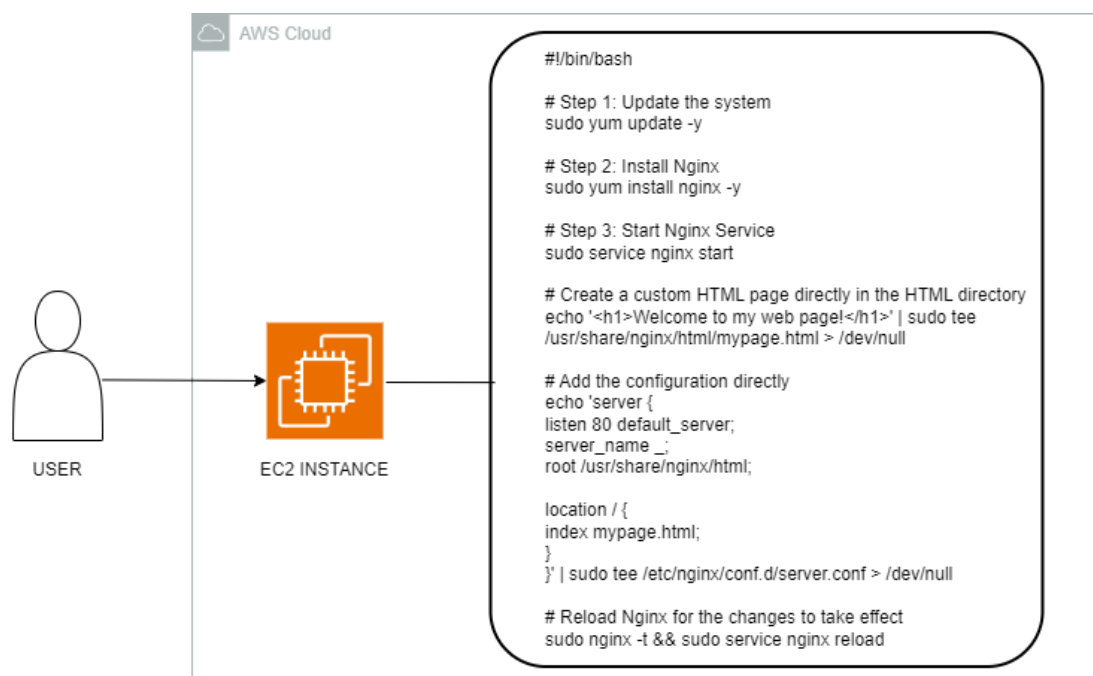 AWS Cloud
#!/bin/bash
# Step 1: Update the system
sudo yum update -y
# Step 2: Install Nginx
sudo yum install nginx -y
# Step 3: Start Nginx Service
sudo service nginx start
# Create a custom HTML page directly in the HTML directory
echo '<h1>Welcome to my web page!</h1>' | sudo tee
/usr/share/nginx/html/mypage.html > /dev/null
# Add the configuration directly
echo 'server {
listen 80 default_server;
server_name _;
root /usr/share/nginx/html;
location / {
index mypage.html;
}
}' | sudo tee /etc/nginx/conf.d/server.conf > /dev/null
# Reload Nginx for the changes to take effect
sudo nginx -t && sudo service nginx reload
USER
EC2 INSTANCE